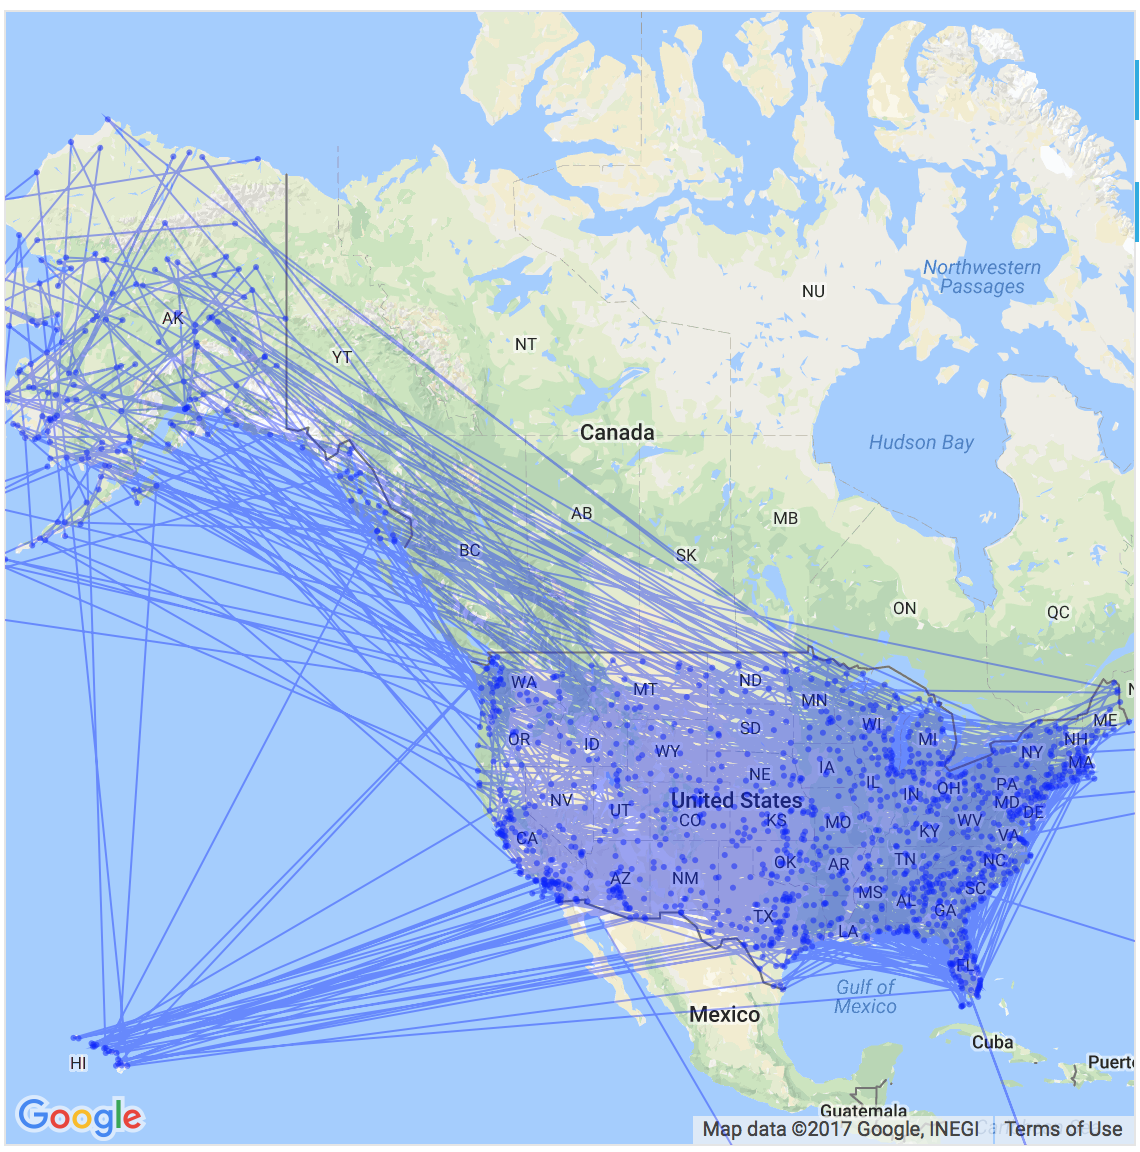 NU
Northwestern
Passages
AK
YT
NT
Canada
Hudson Bay
AB
MB
SK
BC
ON
QC
N
WA
MT
ND
MN
ME
OR
ID
WY
SD
WI
MI
NY
NH
MA
NV
UT
NE
IA
IL
IN
OH
PA
MD
DE
United States
CO
KS
MO
KY
WV
VA
CA
AZ
NM
OK
AR
TN
NC
MS
AL
SC
GA
TX
LA
FL
Gulf of
Mexico
Mexico
Cuba
HI
Puert
Guatemala
Google
Map data ©2017 Google, INEGI
Terms of Use